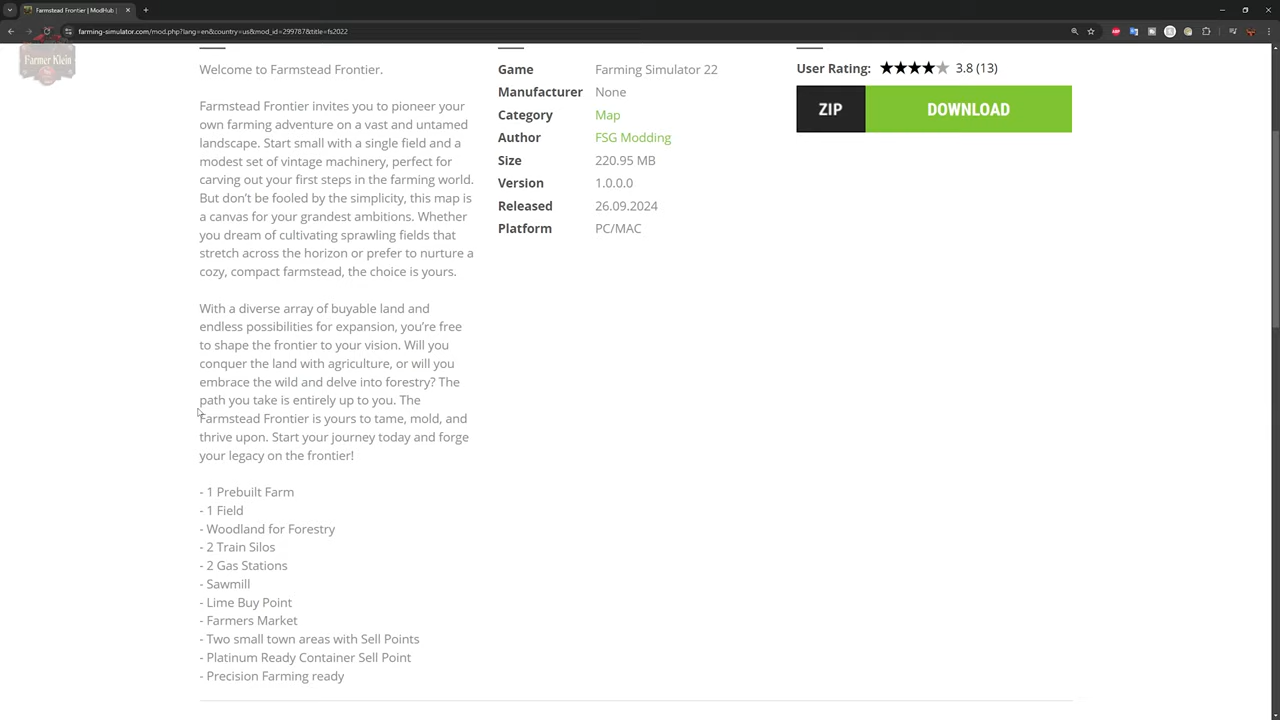 Farmstead Frontier | ModHub |
farming-simulator.com/mod.php?lang=en&country=us&mod_id=299787&title=fs2022
Farmer Klein
Welcome to Farmstead Frontier.
Farmstead Frontier invites you to pioneer your
own farming adventure on a vast and untamed
landscape. Start small with a single field and a
modest set of vintage machinery, perfect for
carving out your first steps in the farming world.
But don't be fooled by the simplicity, this map is
a canvas for your grandest ambitions. Whether
you dream of cultivating sprawling fields that
stretch across the horizon or prefer to nurture a
cozy, compact farmstead, the choice is yours.
With a diverse array of buyable land and
endless possibilities for expansion, you're free
to shape the frontier to your vision. Will you
conquer the land with agriculture, or will you
embrace the wild and delve into forestry? The
path you take is entirely up to you. The
Farmstead Frontier is yours to tame, mold, and
thrive upon. Start your journey today and forge
your legacy on the frontier!
- 1 Prebuilt Farm
- 1 Field
- Woodland for Forestry
- 2 Train Silos
- 2 Gas Stations
- Sawmill
- Lime Buy Point
- Farmers Market
- Two small town areas with Sell Points
- Platinum Ready Container Sell Point
- Precision Farming ready
Game Farming Simulator 22
Manufacturer None
Category Map
Author FSG Modding
Size 220.95 MB
Version 1.0.0.0
Released 26.09.2024
Platform PC/MAC
User Rating: 3.8 (13)
ZIP DOWNLOAD